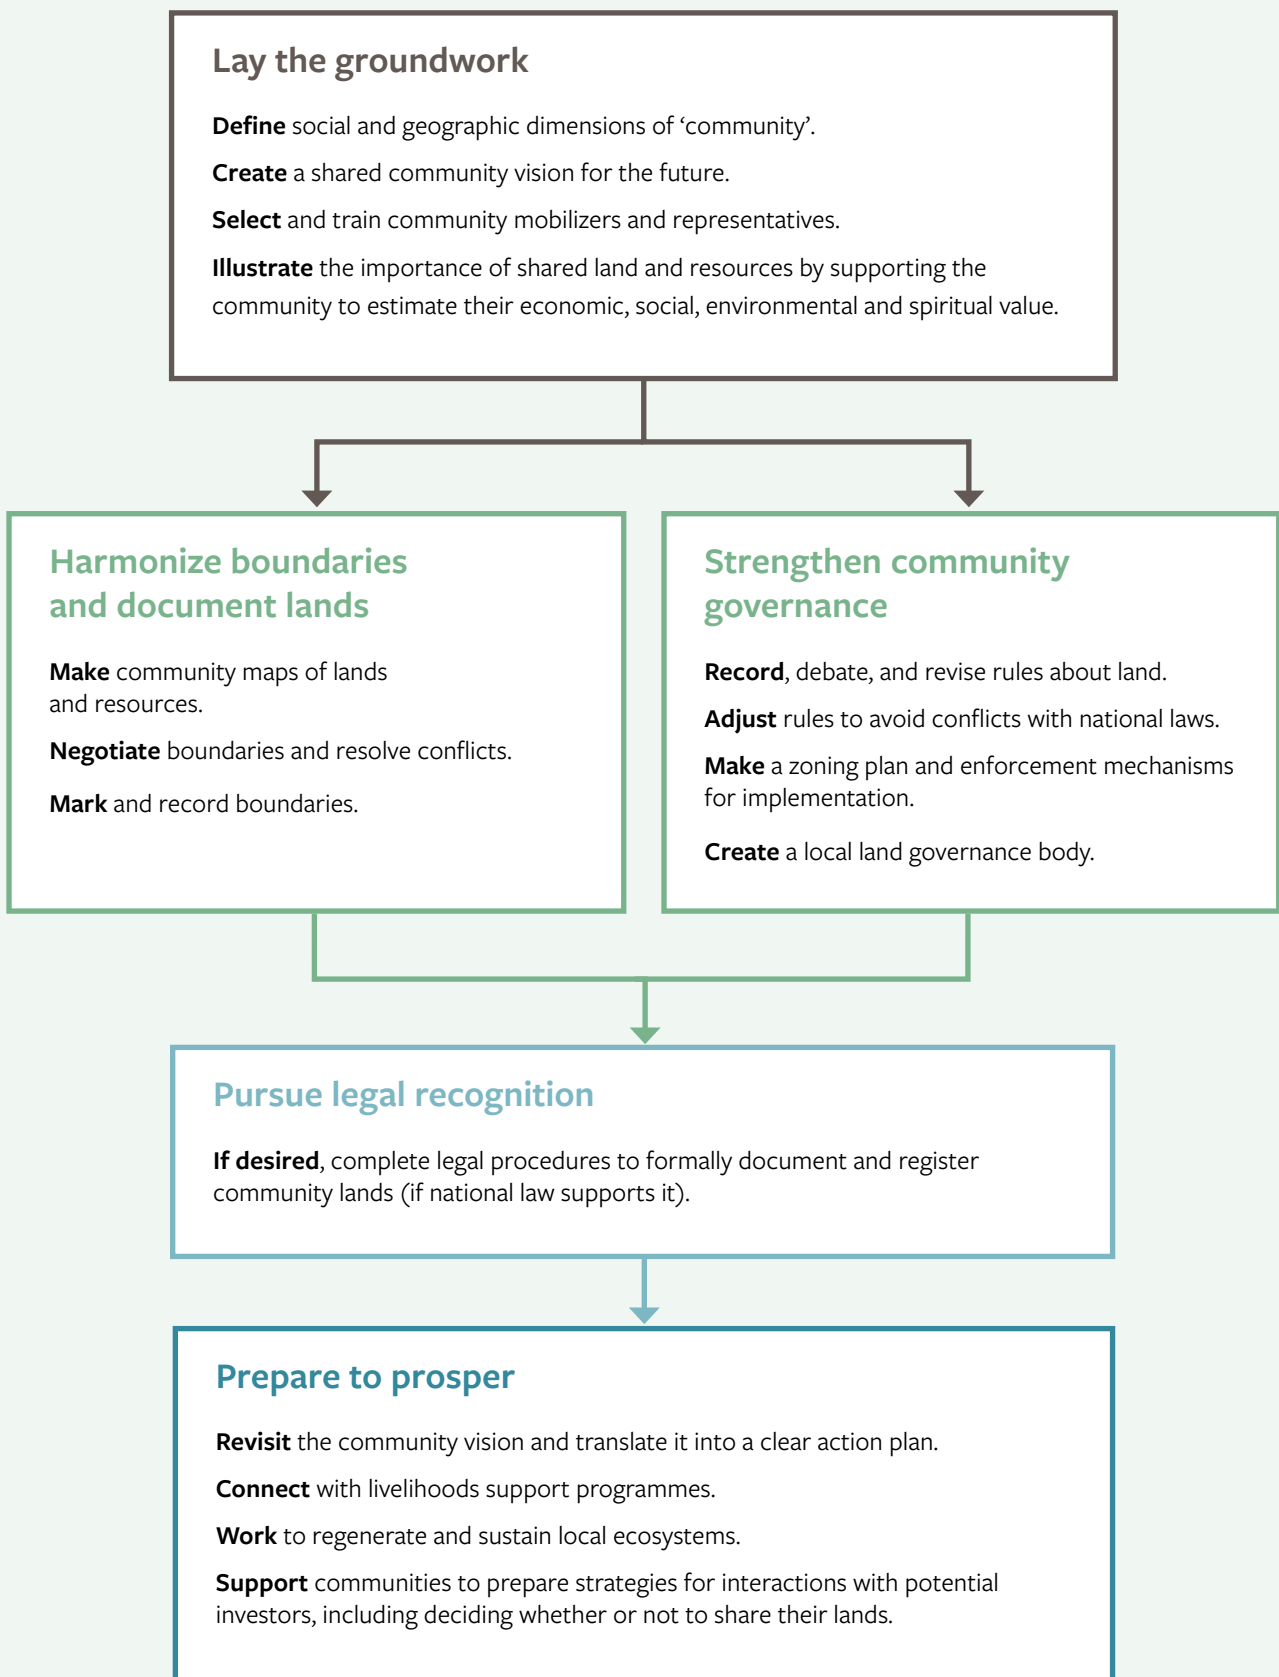 Lay the groundwork
Define social and geographic dimensions of ‘community’.
Create a shared community vision for the future.
Select and train community mobilizers and representatives.
Illustrate the importance of shared land and resources by supporting the
community to estimate their economic, social, environmental and spiritual value.
Harmonize boundaries
and document lands
Make community maps of lands
and resources.
Negotiate boundaries and resolve conflicts.
Mark and record boundaries.
Strengthen community
governance
Record, debate, and revise rules about land.
Adjust rules to avoid conflicts with national laws.
Make a zoning plan and enforcement mechanisms
for implementation.
Create a local land governance body.
Pursue legal recognition
If desired, complete legal procedures to formally document and register
community lands (if national law supports it).
Prepare to prosper
Revisit the community vision and translate it into a clear action plan.
Connect with livelihoods support programmes.
Work to regenerate and sustain local ecosystems.
Support communities to prepare strategies for interactions with potential
investors, including deciding whether or not to share their lands.